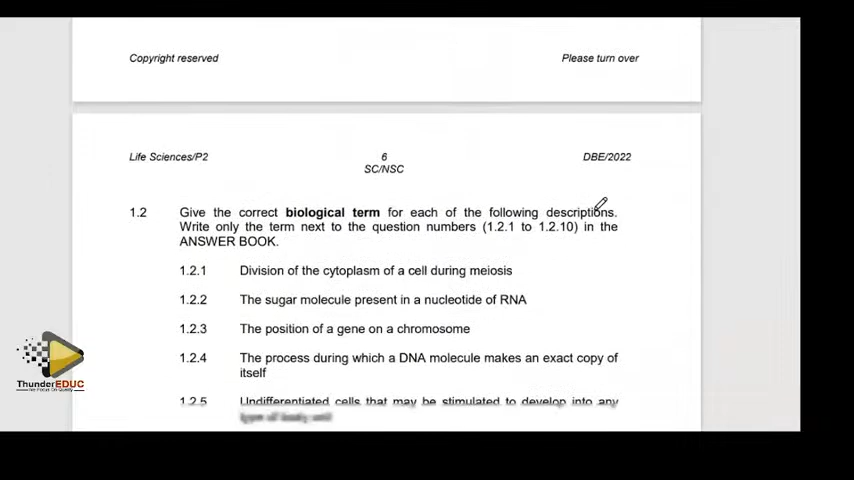 Copyright reserved
Please turn over
Life Sciences/P2
6
DBE/2022
SC/NSC
1.2 Give the correct biological term for each of the following descriptions.
Write only the term next to the question numbers (1.2.1 to 1.2.10) in the
ANSWER BOOK.
1.2.1 Division of the cytoplasm of a cell during meiosis
1.2.2 The sugar molecule present in a nucleotide of RNA
1.2.3 The position of a gene on a chromosome
1.2.4 The process during which a DNA molecule makes an exact copy of
itself
1.2.5 Undifferentiated cells that may be stimulated to develop into any
ThunderEDUC